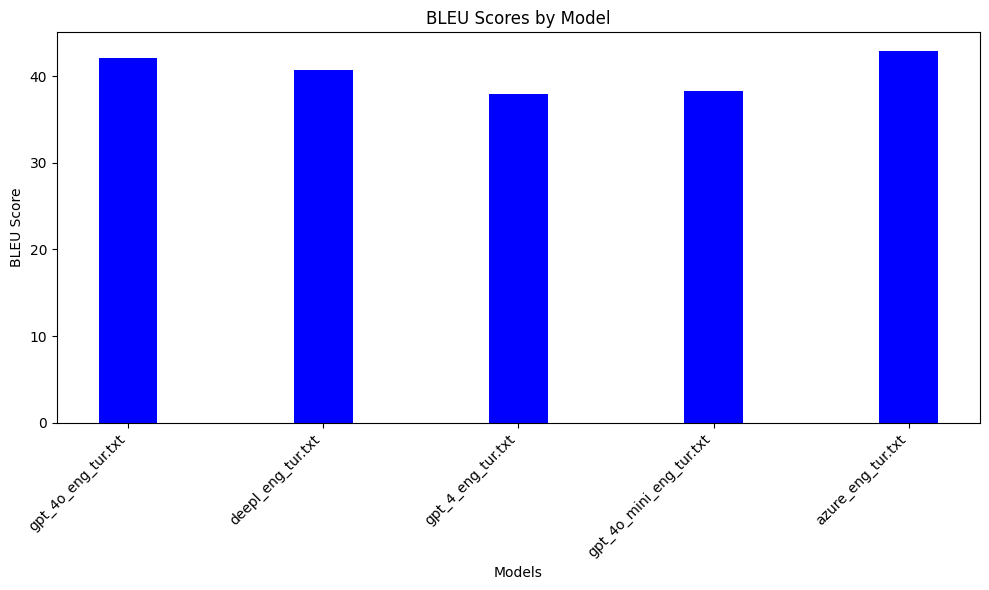 BLEU Scores by Model
BLEU Score
40
30
20
10
0
gpt_4o_eng_tur.txt
deepl_eng_tur.txt
gpt_4_eng_tur.txt
gpt_4o_mini_eng_tur.txt
azure_eng_tur.txt
Models